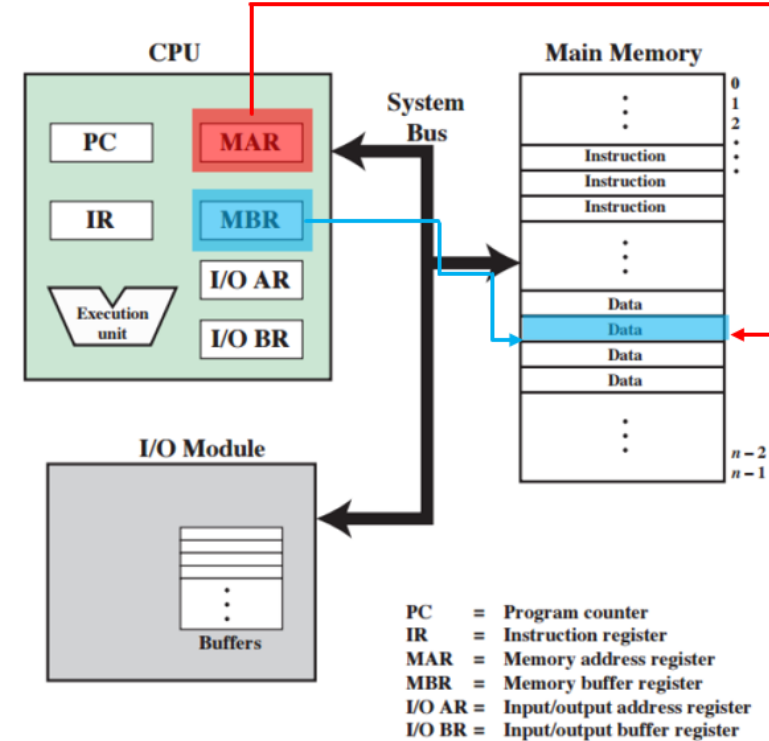 CPU
PC
MAR
IR
MBR
I/O AR
Execution
unit
I/O BR
System
Bus
Main Memory
0
1
2
Instruction
Instruction
Instruction
Data
Data
Data
Data
n – 2
n – 1
I/O Module
Buffers
PC = Program counter
IR = Instruction register
MAR = Memory address register
MBR = Memory buffer register
I/O AR = Input/output address register
I/O BR = Input/output buffer register